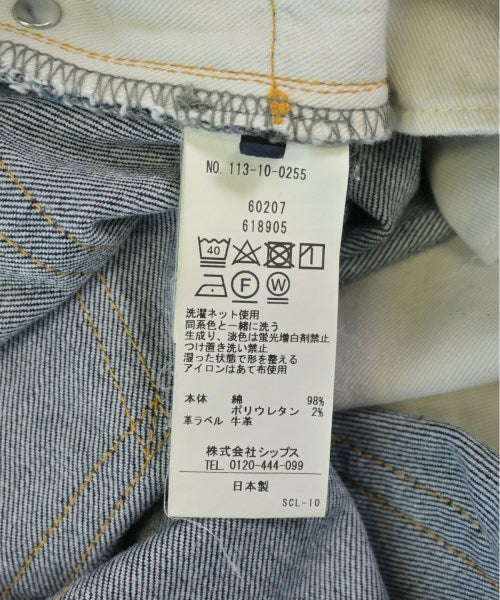 NO. 113-10-0255
60207
618905
40
F W
洗濯ネット使用
同系色と一緒に洗う
生成り、淡色は蛍光増白剤禁止
つけ置き洗い禁止
湿った状態で形を整える
アイロンはあて布使用
本体 綿 98%
ポリウレタン 2%
革ラベル 牛革
株式会社シップス
TEL. 0120-444-099
日本製
SCL-10